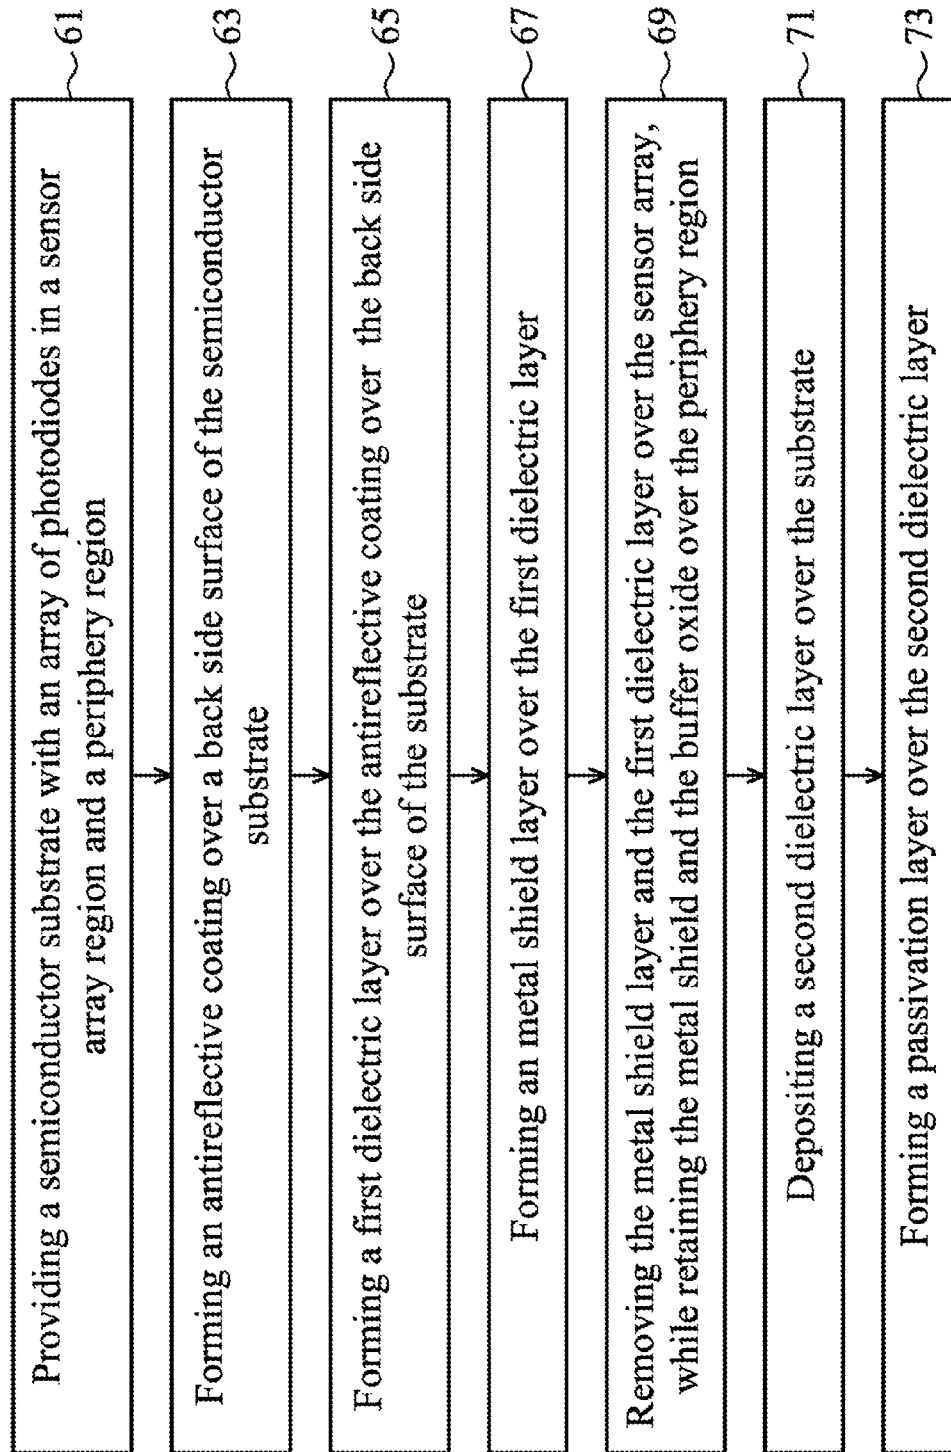 Providing a semiconductor substrate with an array of photodiodes in a sensor
array region and a periphery region
61
Forming an antireflective coating over a back side surface of the semiconductor
substrate
63
Forming a first dielectric layer over the antireflective coating over the back side
surface of the substrate
65
Forming an metal shield layer over the first dielectric layer
67
Removing the metal shield layer and the first dielectric layer over the sensor array,
while retaining the metal shield and the buffer oxide over the periphery region
69
Depositing a second dielectric layer over the substrate
71
Forming a passivation layer over the second dielectric layer
73